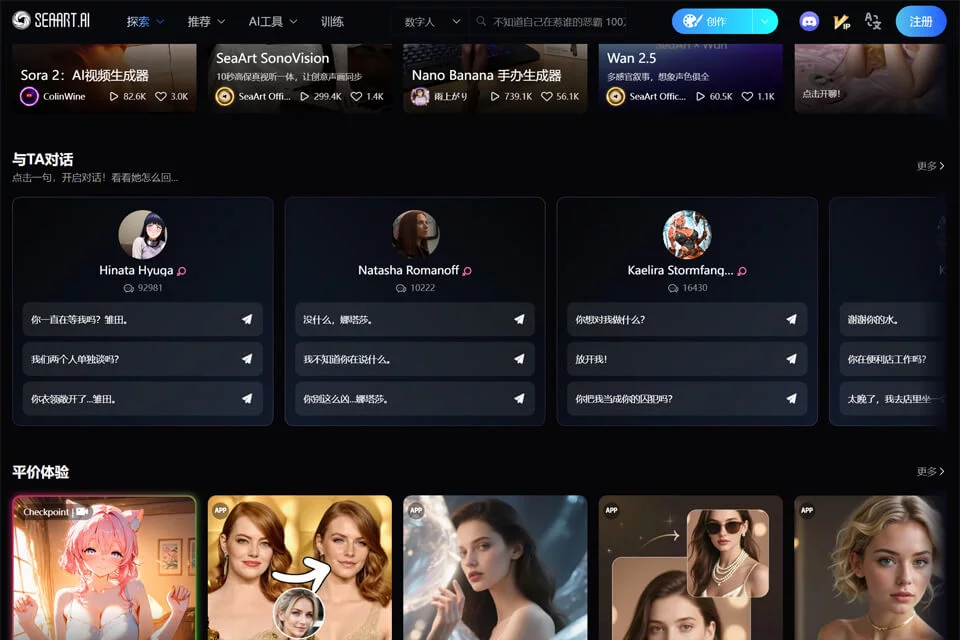 SEAART.AI
探索
推荐
AI工具
训练
数字人
不知道自己在惹谁的恶霸 100万
创作
VIP
注册
Sora 2：AI视频生成器
ColinWine 82.6K 3.0K
SeaArt SonoVision
10秒高保真视听一体，让创意声画同步
SeaArt Offi... 299.4K 1.4K
Nano Banana 手办生成器
雨上がり 739.1K 56.1K
SeaArt × Wan
Wan 2.5
多感官叙事，想象声色俱全
SeaArt Offic... 60.5K 1.1K
点击开聊！
与TA对话
点击一句，开启对话！看看她怎么回...
更多
Hinata Hyuga
92981
你一直在等我吗？雏田。
我们两个人单独谈吗？
你衣领敞开了...雏田。
Natasha Romanoff
10222
没什么，娜塔莎。
我不知道你在说什么。
你别这么凶...娜塔莎。
Kaelira Stormfang...
16430
你想对我做什么？
放开我！
你把我当成你的囚犯吗？
谢谢你的水。
你在便利店工作吗？
太晚了，我去店里坐一
平价体验
更多
Checkpoint
APP
APP
APP
APP